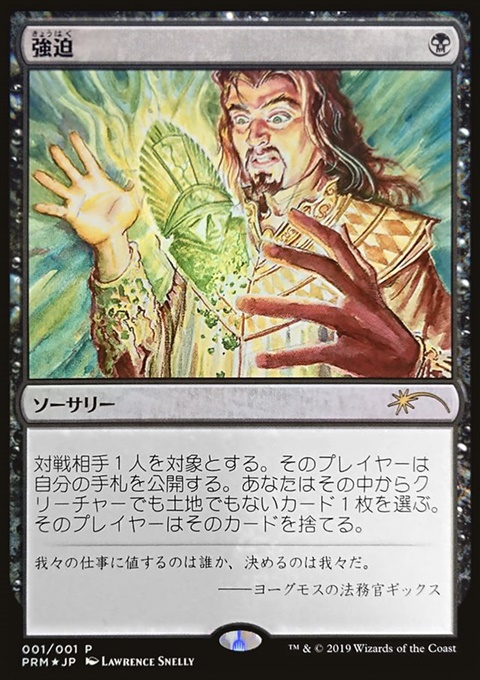 きょうはく
強迫
ソーサリー
対戦相手１人を対象とする。そのプレイヤーは
自分の手札を公開する。あなたはその中からク
リーチャーでも土地でもないカード１枚を選ぶ。
そのプレイヤーはそのカードを捨てる。
我々の仕事に値するのは誰か、決めるのは我々だ。
――ヨーグモスの法務官ギックス
001/001 P
PRM★JP LAWRENCE SNELLY
™ & © 2019 Wizards of the Coast